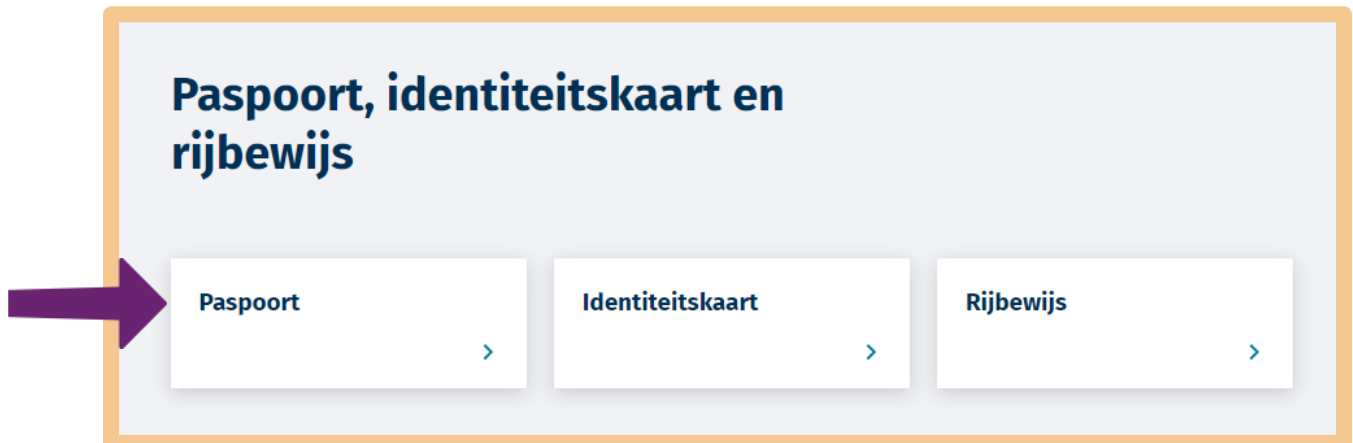 Paspoort, identiteitskaart en
rijbewijs
Paspoort
Identiteitskaart
Rijbewijs